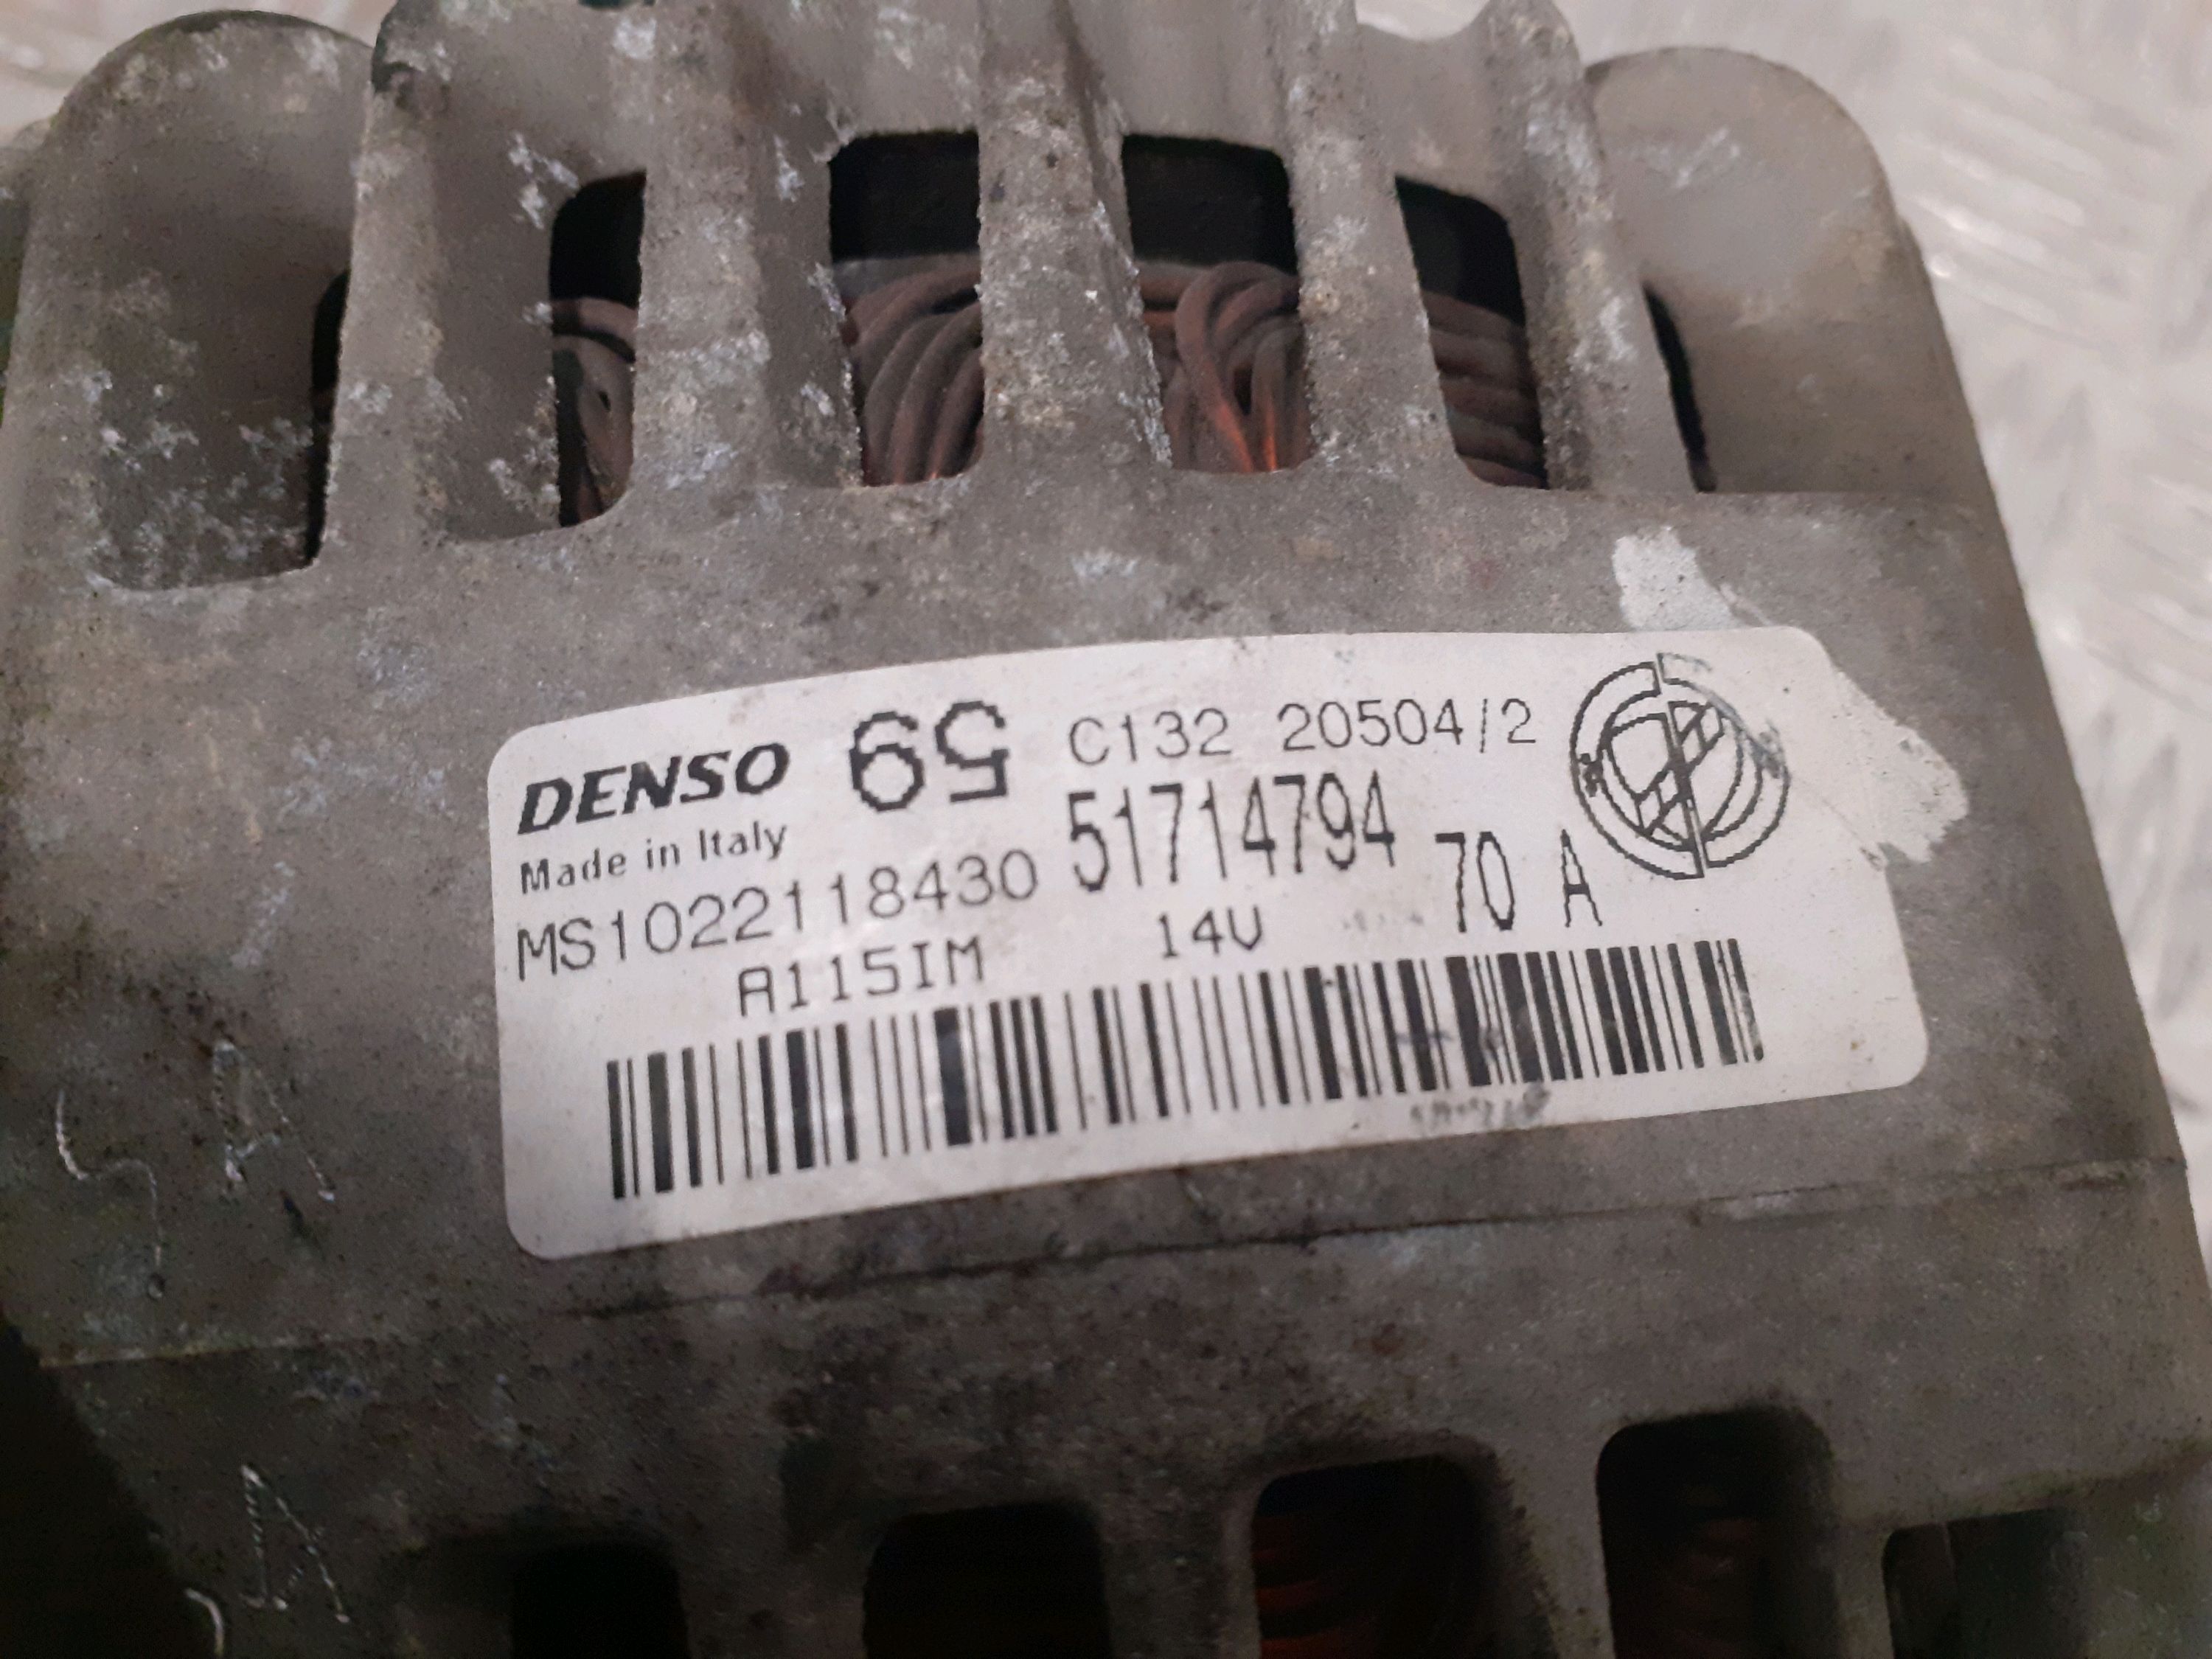 DENSO 59 C132 20504/2
Made in Italy 51714794
MS1022118430 70 A
A115IM 14V